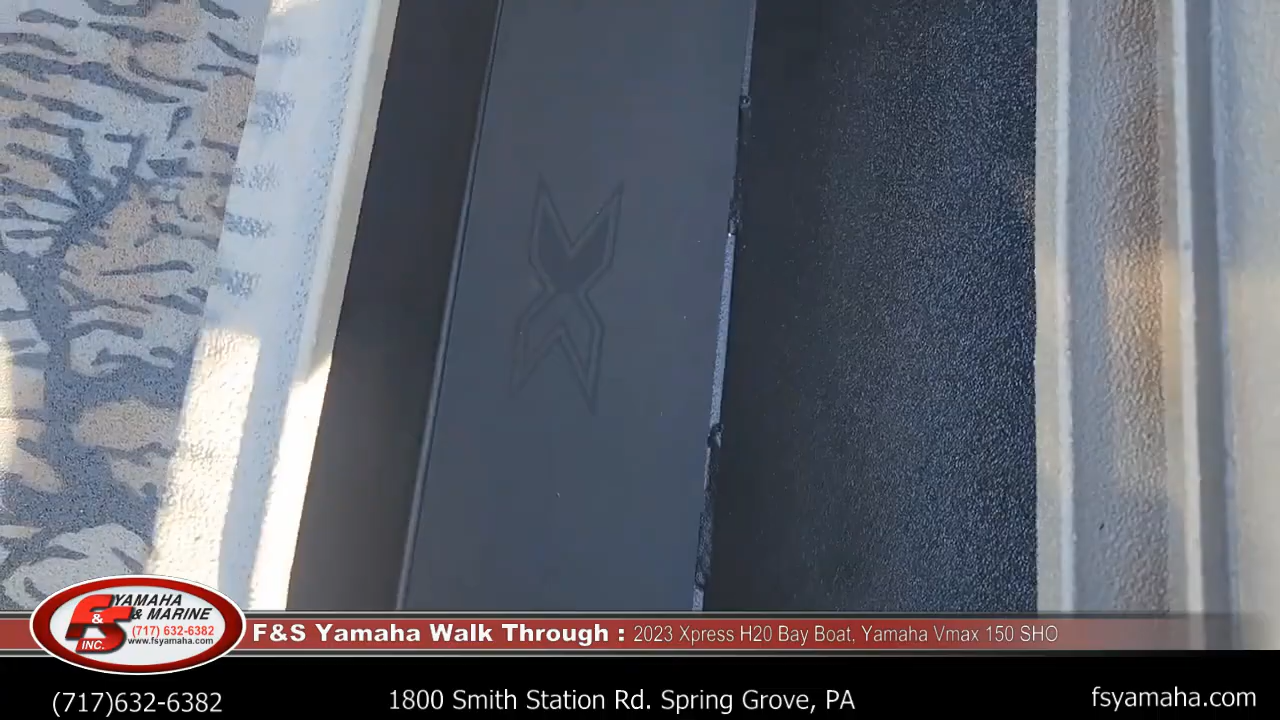 F&S
INC.
YAMAHA
& MARINE
(717) 632-6382
www.fsyamaha.com
F&S Yamaha Walk Through : 2023 Xpress H20 Bay Boat, Yamaha Vmax 150 SHO
(717)632-6382
1800 Smith Station Rd. Spring Grove, PA
fsyamaha.com